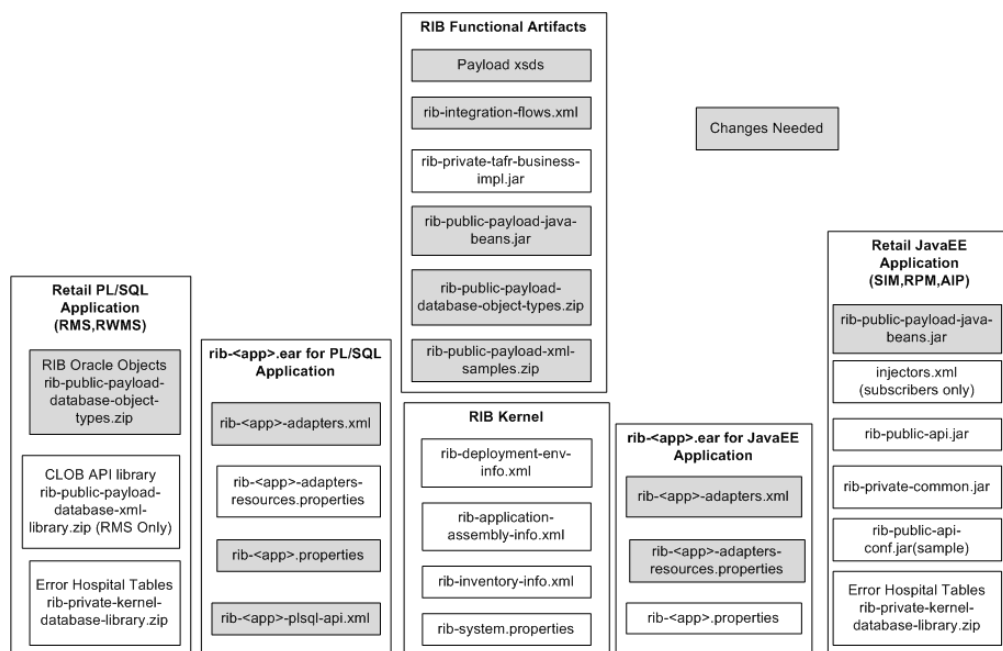 RIB Functional Artifacts
Payload xsds
rib-integration-flows.xml
rib-private-tafr-business-
impl.jar
rib-public-payload-java-
beans.jar
rib-public-payload-
database-object-types.zip
rib-public-payload-xml-
samples.zip
Changes Needed
Retail PL/SQL
Application
(RMS,RWMS)
RIB Oracle Objects
rib-public-payload-
database-object-
types.zip
CLOB API library
rib-public-payload-
database-xml-
library.zip (RMS Only)
Error Hospital Tables
rib-private-kernel-
database-library.zip
rib-<app>.ear for PL/SQL
Application
rib-<app>-adapters.xml
rib-<app>-adapters-
resources.properties
rib-<app>.properties
rib-<app>-plsql-api.xml
RIB Kernel
rib-deployment-env-
info.xml
rib-application-
assembly-info.xml
rib-inventory-info.xml
rib-system.properties
rib-<app>.ear for JavaEE
Application
rib-<app>-adapters.xml
rib-<app>-adapters-
resources.properties
rib-<app>.properties
Retail JavaEE
Application
(SIM,RPM,AIP)
rib-public-payload-java-
beans.jar
injectors.xml
(subscribers only)
rib-public-api.jar
rib-private-common.jar
rib-public-api-
conf.jar(sample)
Error Hospital Tables
rib-private-kernel-
database-library.zip